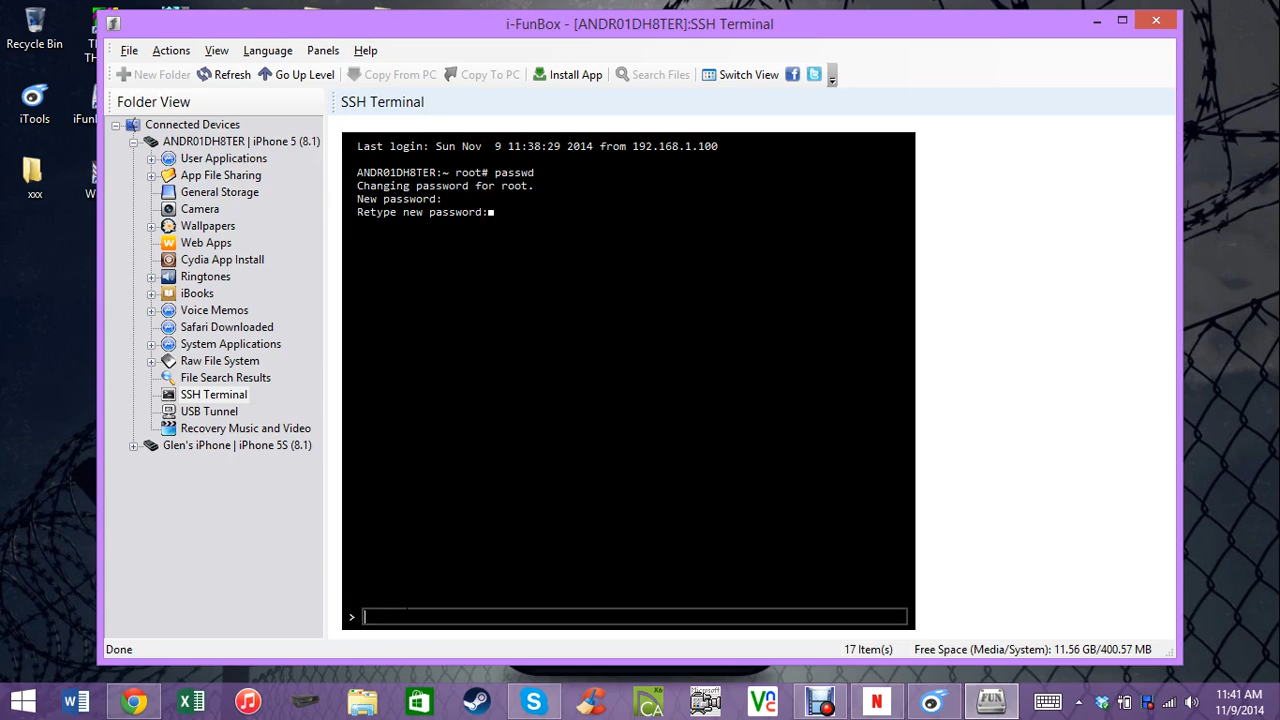 Recycle Bin
iTools
xxx
i-FunBox - [ANDR01DH8TER]:SSH Terminal
File Actions View Language Panels Help
New Folder Refresh Go Up Level Copy From PC Copy To PC Install App Search Files Switch View
Folder View
SSH Terminal
Connected Devices
ANDR01DH8TER | iPhone 5 (8.1)
User Applications
App File Sharing
General Storage
Camera
Wallpapers
Web Apps
Cydia App Install
Ringtones
iBooks
Voice Memos
Safari Downloaded
System Applications
Raw File System
File Search Results
SSH Terminal
USB Tunnel
Recovery Music and Video
Glen's iPhone | iPhone 5S (8.1)
Last login: Sun Nov  9 11:38:29 2014 from 192.168.1.100
ANDR01DH8TER:~ root# passwd
Changing password for root.
New password:
Retype new password:
>
Done
17 Item(s)
Free Space (Media/System): 11.56 GB/400.57 MB
FUN
11:41 AM
11/9/2014